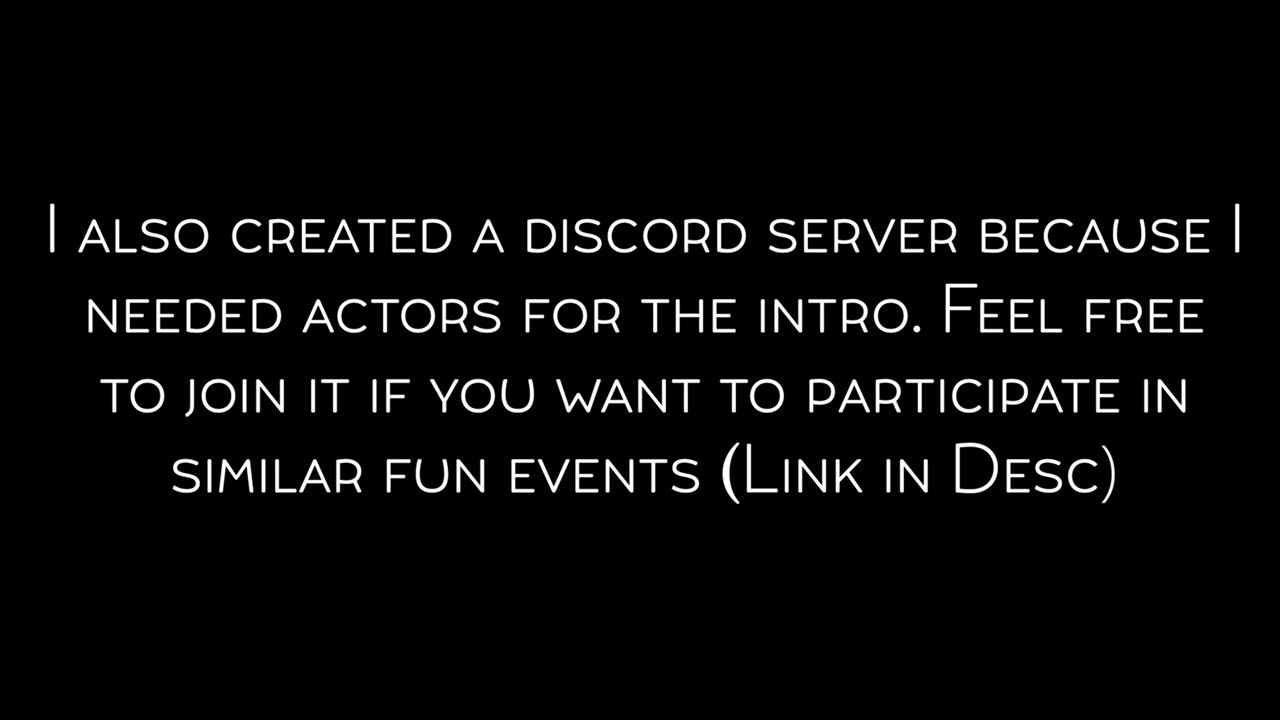 I also created a discord server because I
needed actors for the intro. Feel free
to join it if you want to participate in
similar fun events (Link in Desc)